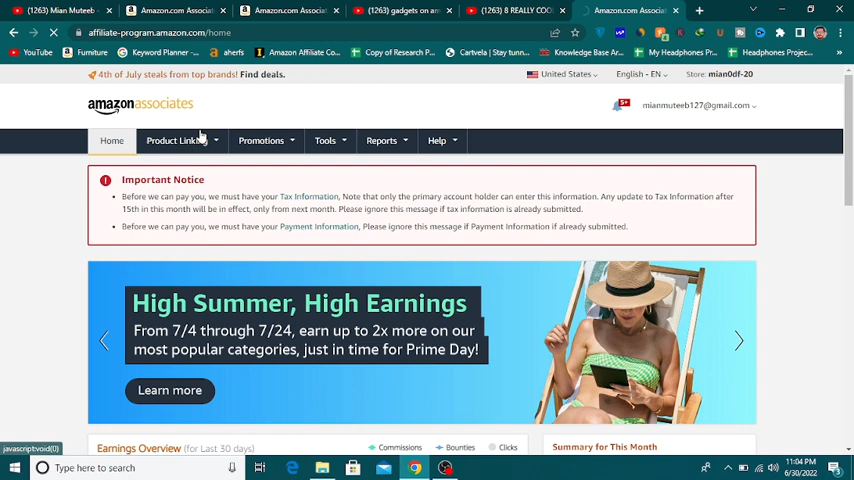 (1263) Mian Muteeb
Amazon.com Associat
Amazon.com Associat
(1263) gadgets on am
(1263) 8 REALLY COOL
Amazon.com Associat
affiliate-program.amazon.com/home
YouTube
Furniture
Keyword Planner -...
aherfs
Amazon Affiliate Co...
Copy of Research P...
Cartvela | Stay tunn...
Knowledge Base Ar...
My Headphones Pr...
Headphones Projec...
4th of July steals from top brands! Find deals.
United States
English - EN
Store: mian0df-20
amazonassociates
5+
mianmuteeb127@gmail.com
Home
Product Linking
Promotions
Tools
Reports
Help
Important Notice
Before we can pay you, we must have your Tax Information, Note that only the primary account holder can enter this information. Any update to Tax Information after
15th in this month will be in effect, only from next month. Please ignore this message if tax information is already submitted.
Before we can pay you, we must have your Payment Information, Please ignore this message if Payment Information if already submitted.
High Summer, High Earnings
From 7/4 through 7/24, earn up to 2x more on our
most popular categories, just in time for Prime Day!
Learn more
javascript:void(0)
Earnings Overview (for Last 30 days)
Commissions
Bounties
Clicks
Summary for This Month
Type here to search
11:04 PM
6/30/2022
3